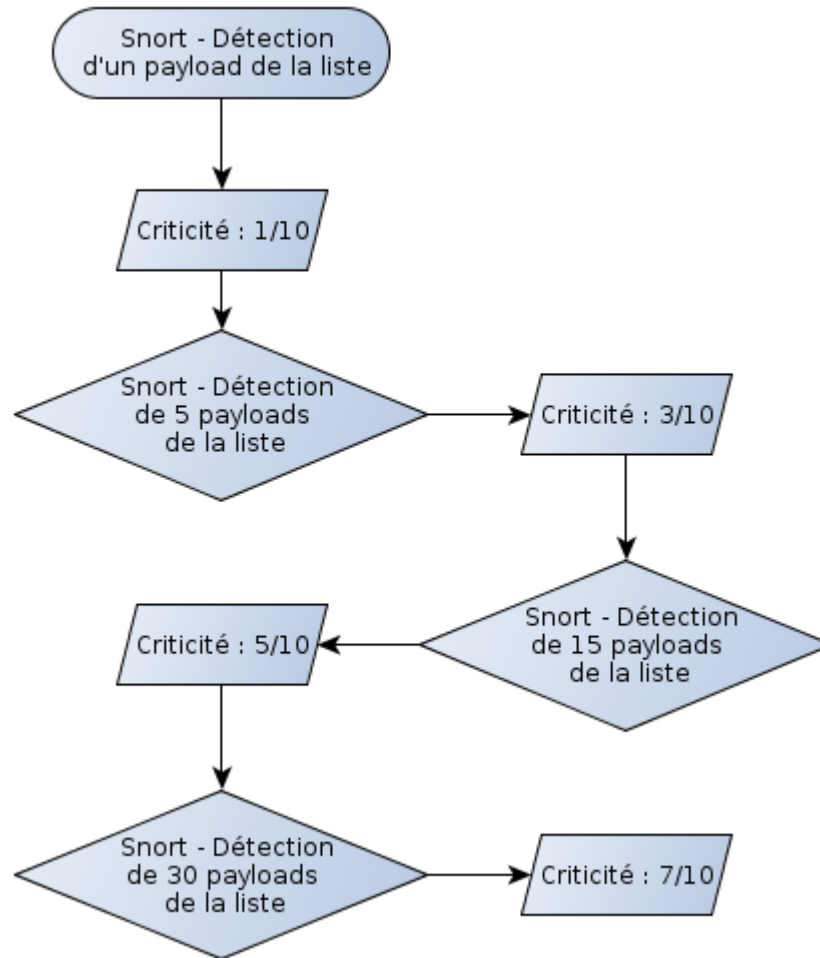 Snort - Détection
d'un payload de la liste
Criticité : 1/10
Snort - Détection
de 5 payloads
de la liste
Criticité : 3/10
Snort - Détection
de 15 payloads
de la liste
Criticité : 5/10
Snort - Détection
de 30 payloads
de la liste
Criticité : 7/10